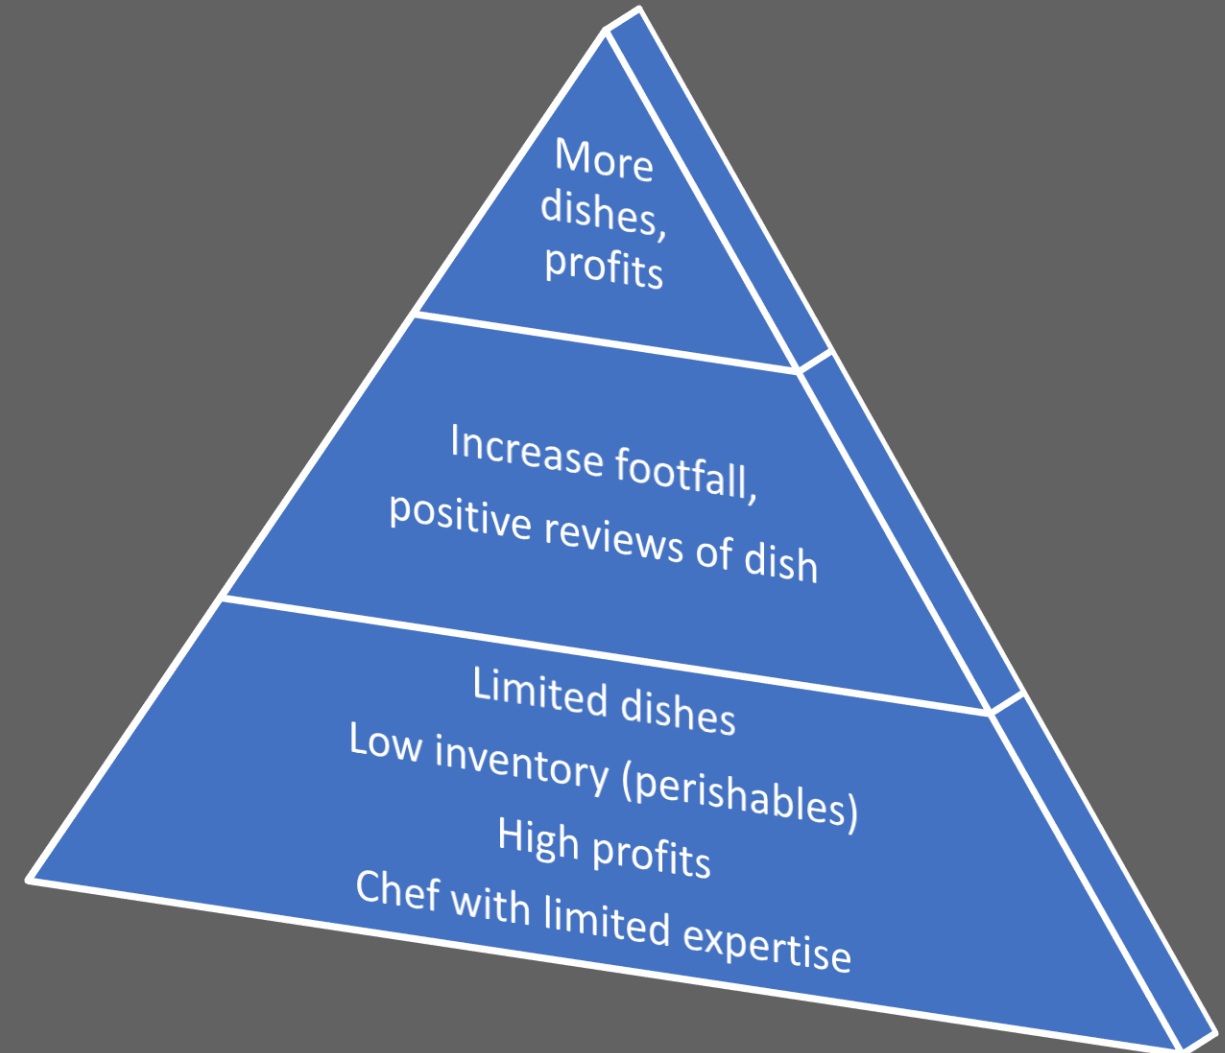 More
dishes,
profits
Increase footfall,
positive reviews of dish
Limited dishes
Low inventory (perishables)
High profits
Chef with limited expertise